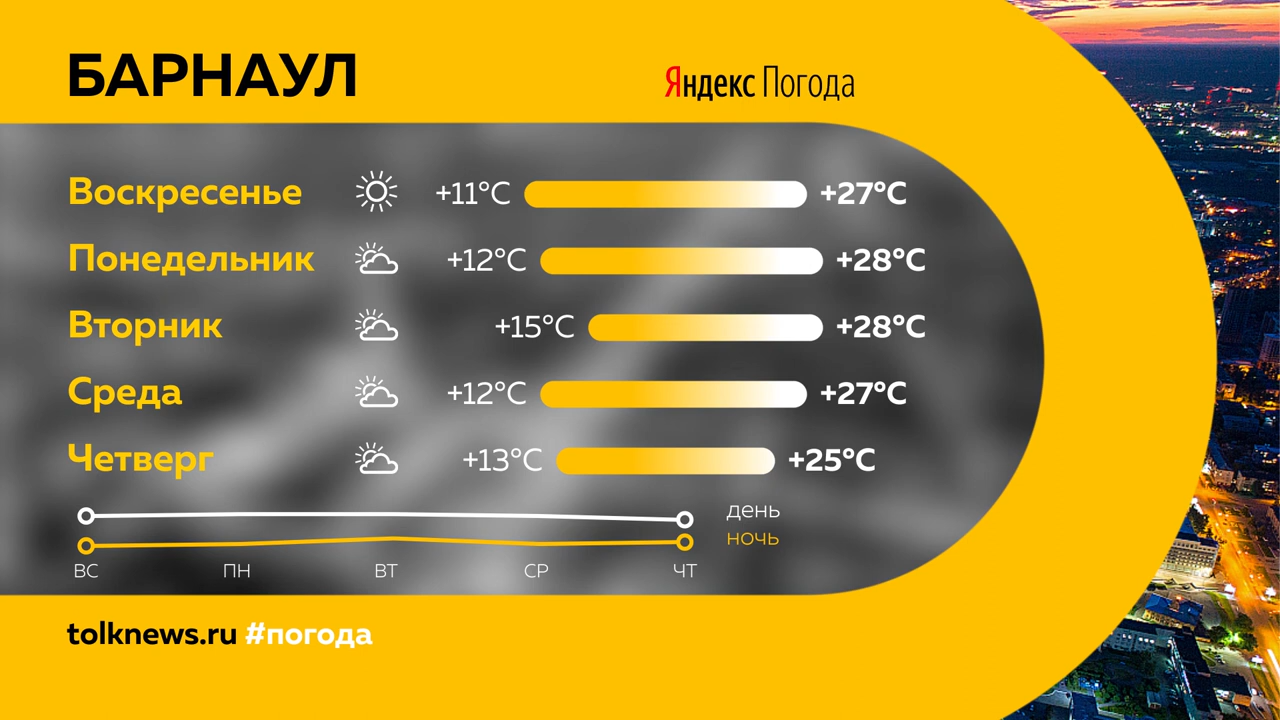 БАРНАУЛ
Яндекс Погода
Воскресенье +11°C +27°C
Понедельник +12°C +28°C
Вторник +15°C +28°C
Среда +12°C +27°C
Четверг +13°C +25°C
день
ночь
ВС ПН ВТ СР ЧТ
tolknews.ru #погода